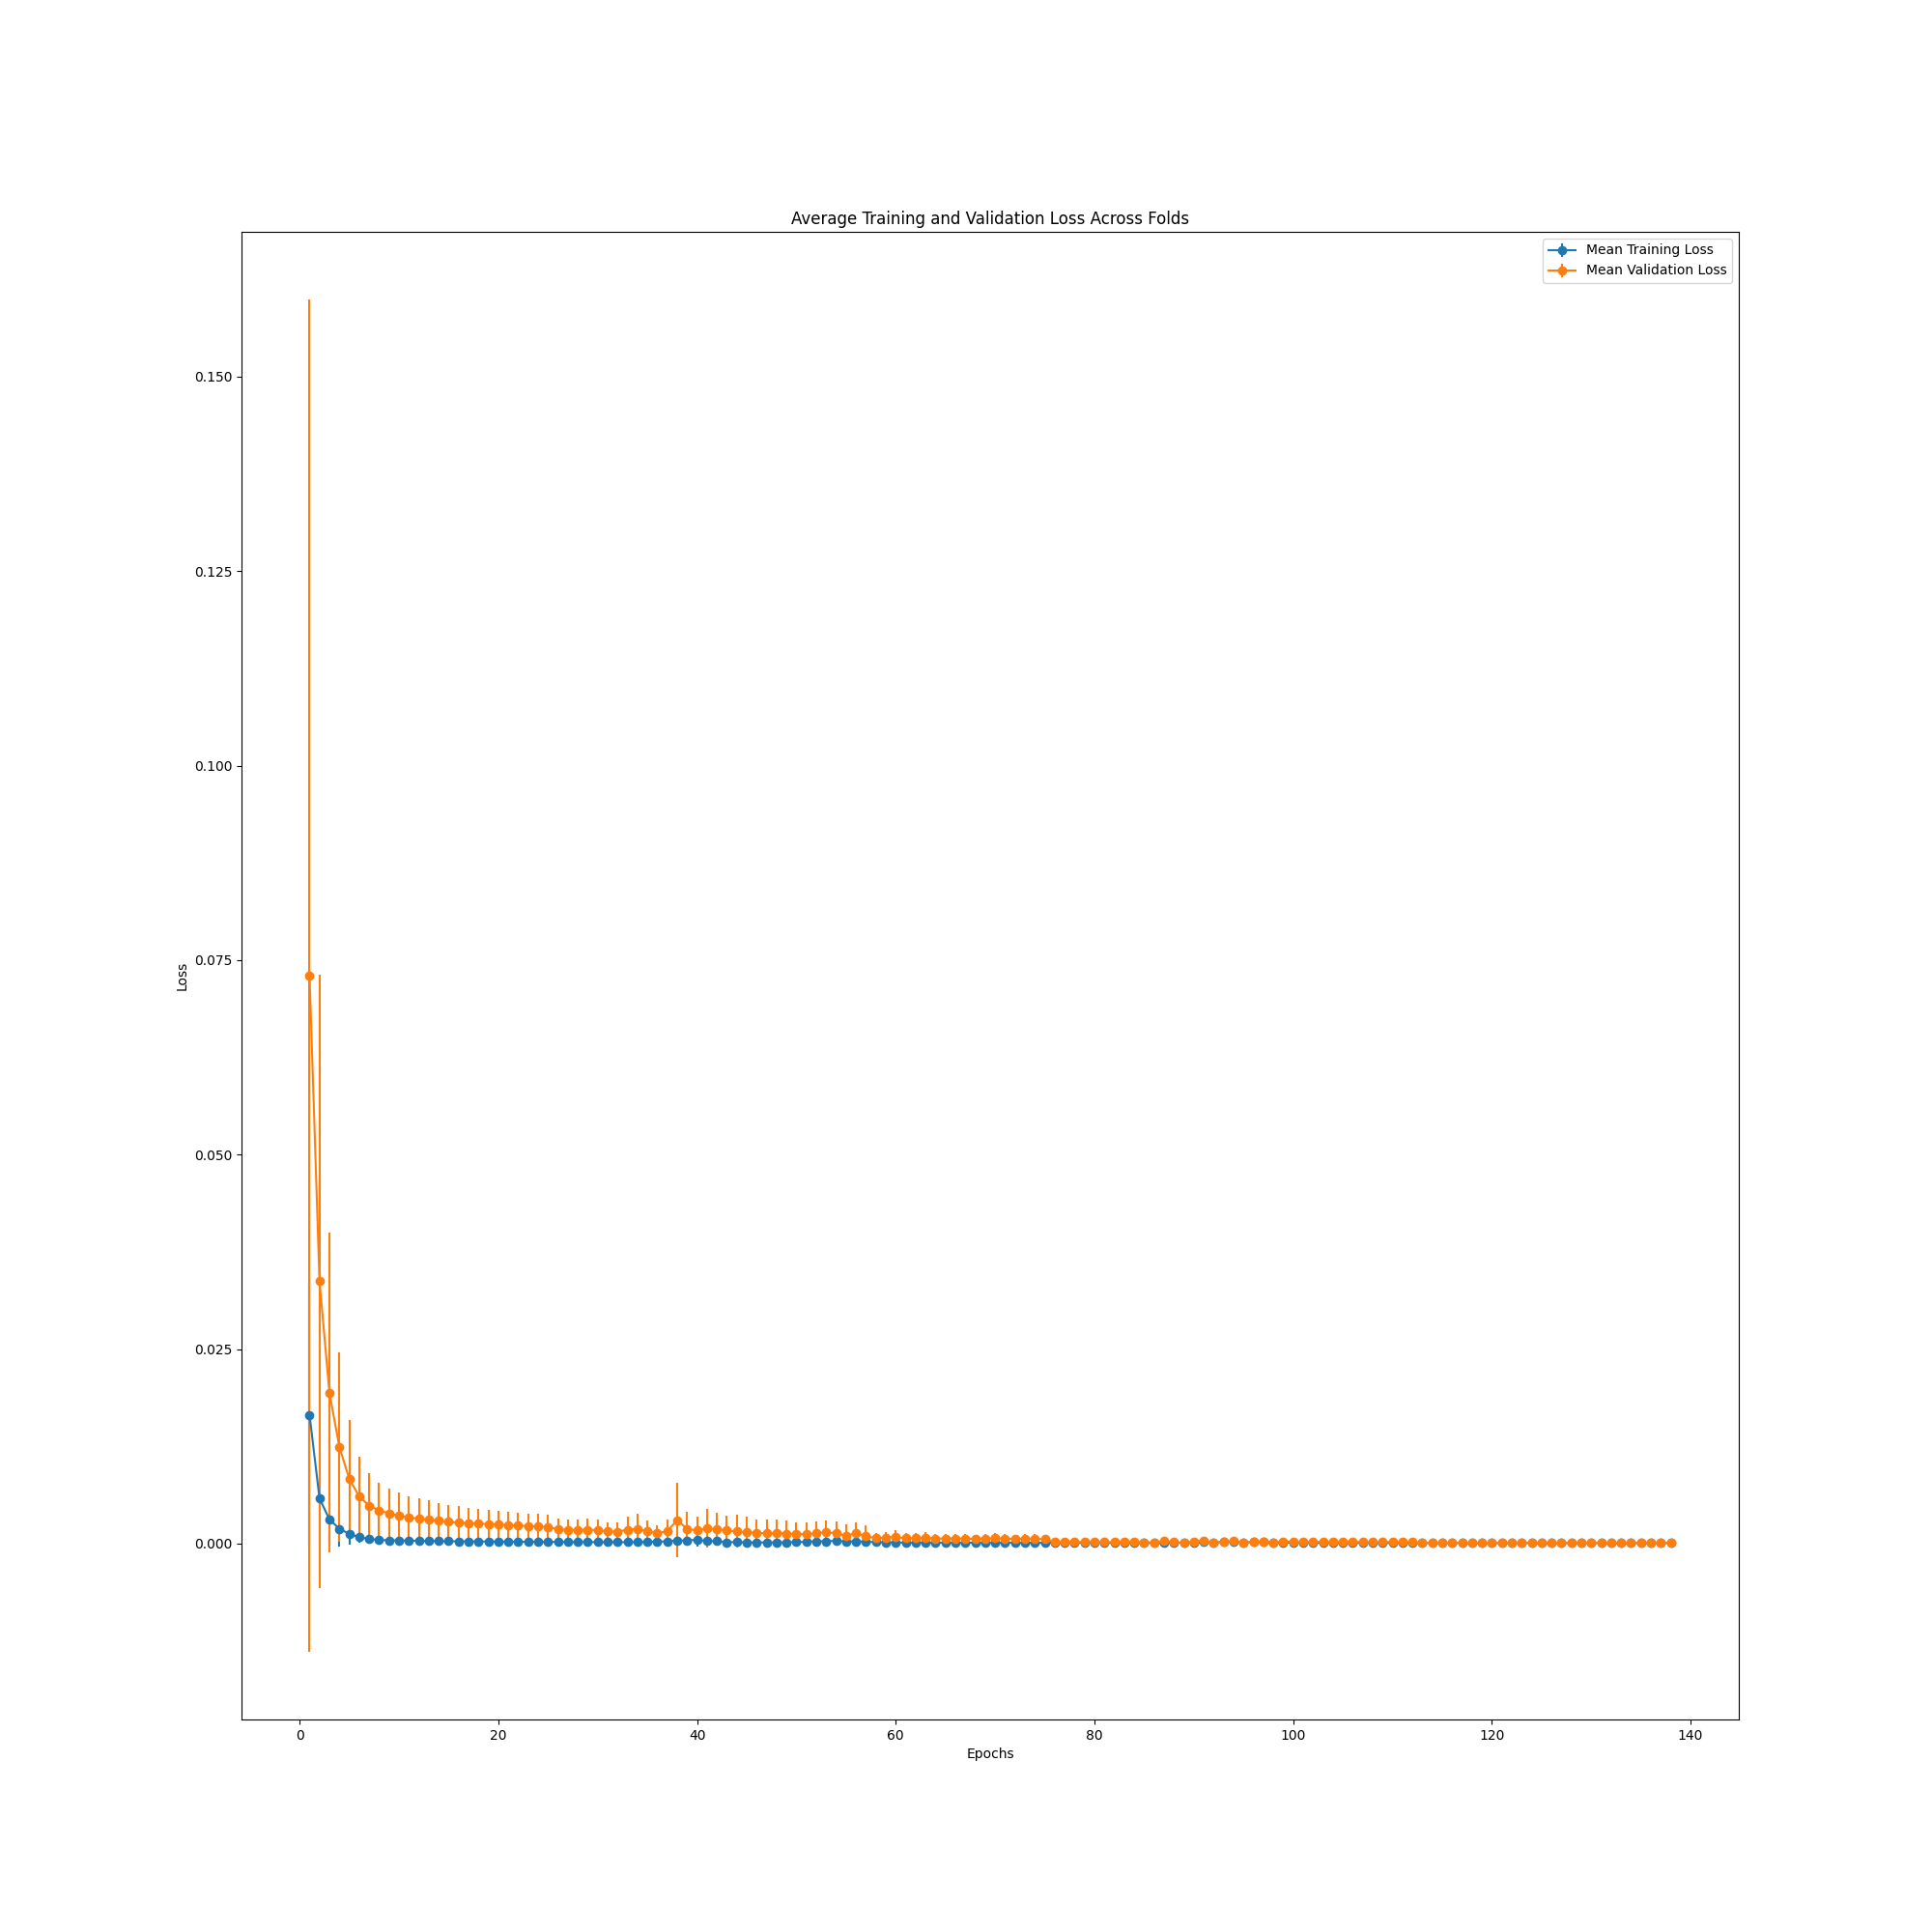 Average Training and Validation Loss Across Folds
Mean Training Loss
Mean Validation Loss
0.150
0.125
0.100
0.075
0.050
0.025
0.000
Loss
0 20 40 60 80 100 120 140
Epochs